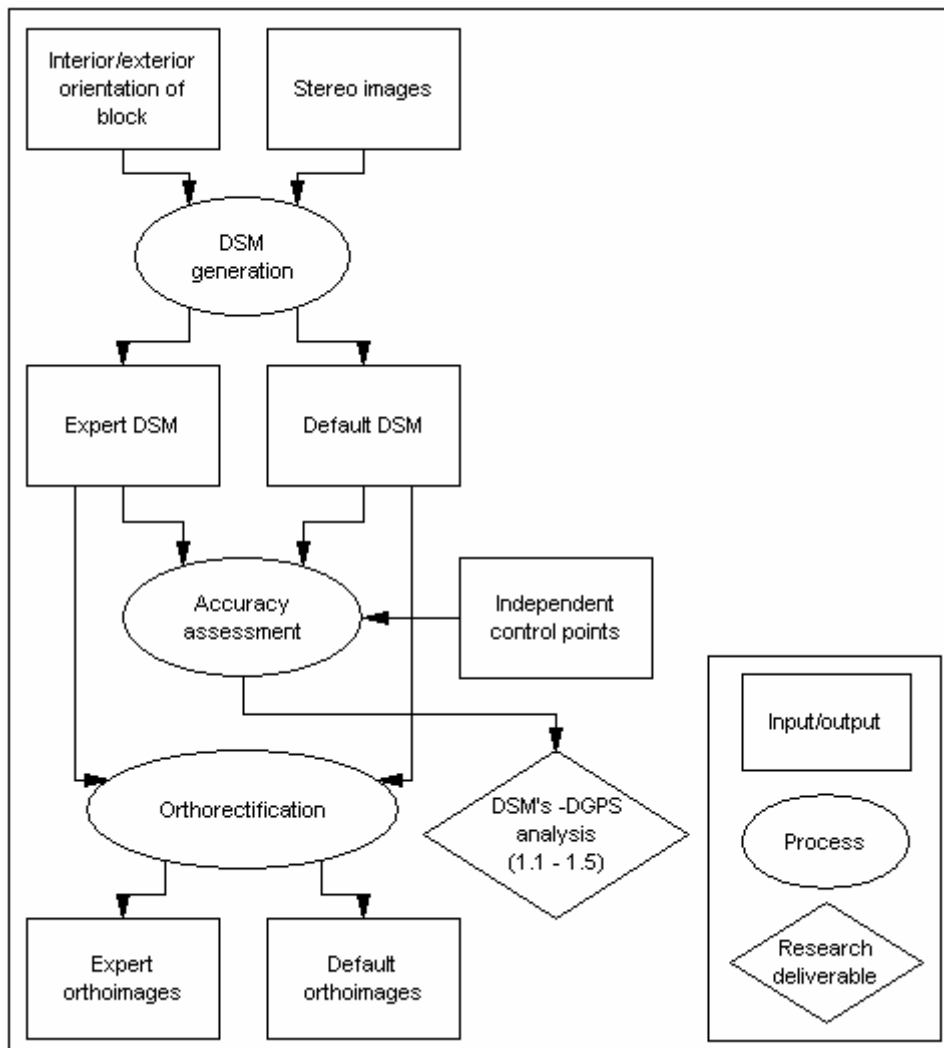 Interior/exterior
orientation of
block
Stereo images
DSM
generation
Expert DSM
Default DSM
Accuracy
assessment
Independent
control points
Orthorectification
DSM's -DGPS
analysis
(1.1 - 1.5)
Expert
orthoimages
Default
orthoimages
Input/output
Process
Research
deliverable